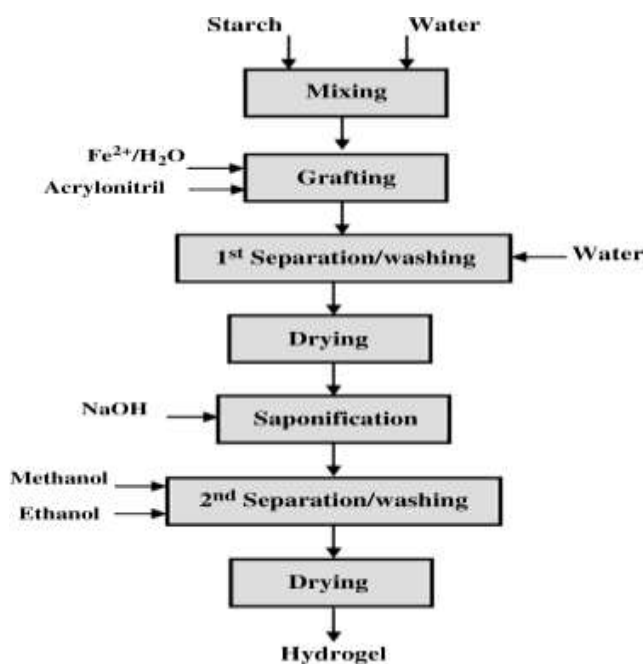 Starch Water
Mixing
Fe²⁺/H₂O
Acrylonitril
Grafting
1ˢᵗ Separation/washing
Water
Drying
NaOH
Saponification
Methanol
Ethanol
2ⁿᵈ Separation/washing
Drying
Hydrogel